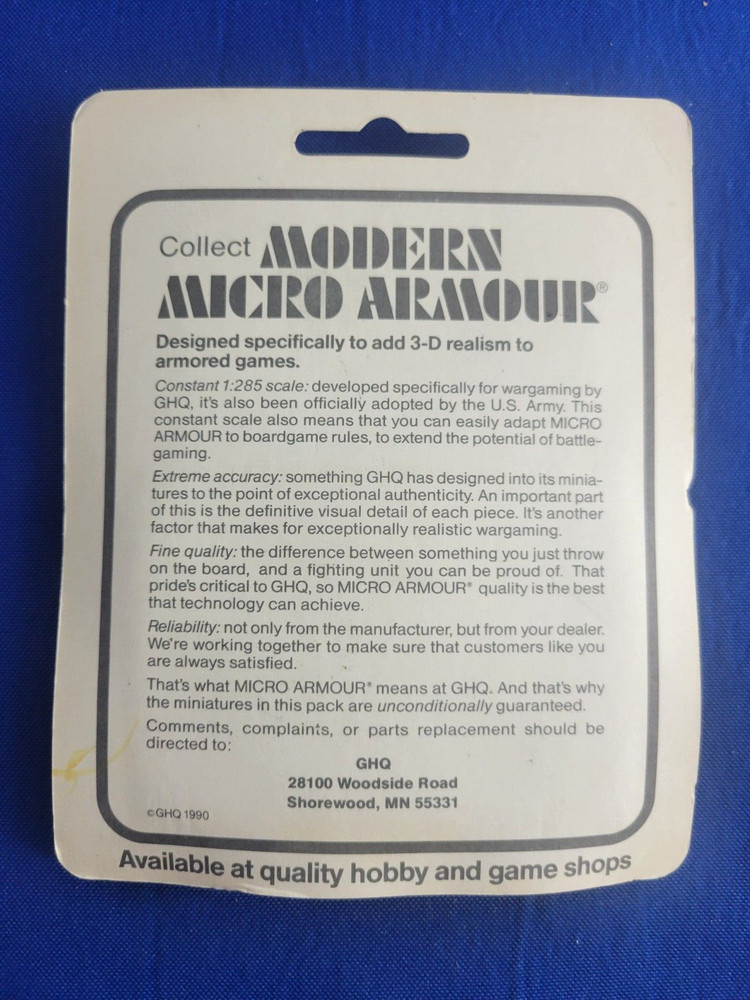 Collect MODERN
MICRO ARMOUR®
Designed specifically to add 3-D realism to
armored games.
Constant 1:285 scale: developed specifically for wargaming by
GHQ, it's also been officially adopted by the U.S. Army. This
constant scale also means that you can easily adapt MICRO
ARMOUR to boardgame rules, to extend the potential of battle-
gaming.
Extreme accuracy: something GHQ has designed into its minia-
tures to the point of exceptional authenticity. An important part
of this is the definitive visual detail of each piece. It's another
factor that makes for exceptionally realistic wargaming.
Fine quality: the difference between something you just throw
on the board, and a fighting unit you can be proud of. That
pride's critical to GHQ, so MICRO ARMOUR® quality is the best
that technology can achieve.
Reliability: not only from the manufacturer, but from your dealer.
We're working together to make sure that customers like you
are always satisfied.
That's what MICRO ARMOUR® means at GHQ. And that's why
the miniatures in this pack are unconditionally guaranteed.
Comments, complaints, or parts replacement should be
directed to:
GHQ
28100 Woodside Road
Shorewood, MN 55331
©GHQ 1990
Available at quality hobby and game shops